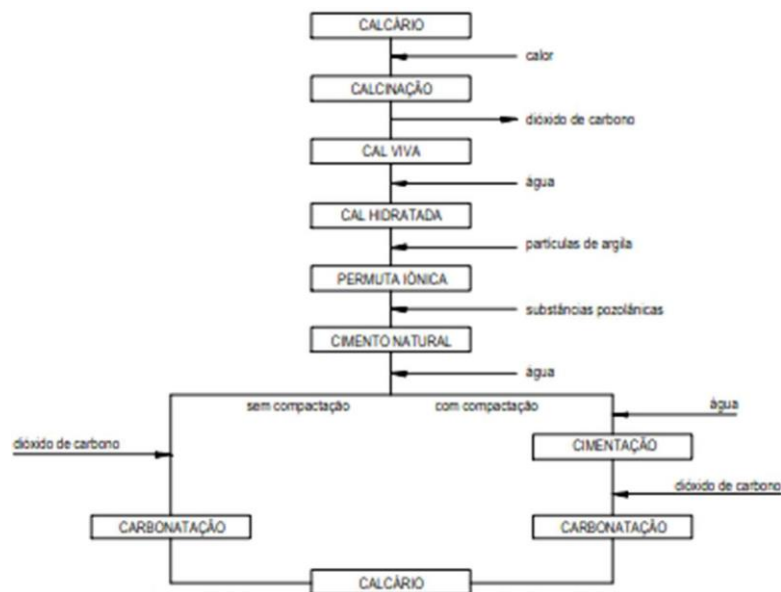 CALCÁRIO
calor
CALCINAÇÃO
dióxido de carbono
CAL VIVA
água
CAL HIDRATADA
partículas de argila
PERMUTA IÔNICA
substâncias pozolânicas
CIMENTO NATURAL
água
sem compactação
com compactação
água
dióxido de carbono
CIMENTAÇÃO
dióxido de carbono
CARBONATAÇÃO
CARBONATAÇÃO
CALCÁRIO